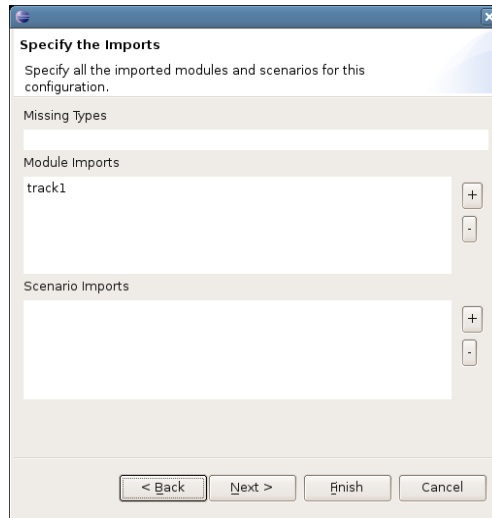 Specify the Imports
Specify all the imported modules and scenarios for this
configuration.
Missing Types
Module Imports
track1
+
-
Scenario Imports
+
-
< Back
Next >
Finish
Cancel